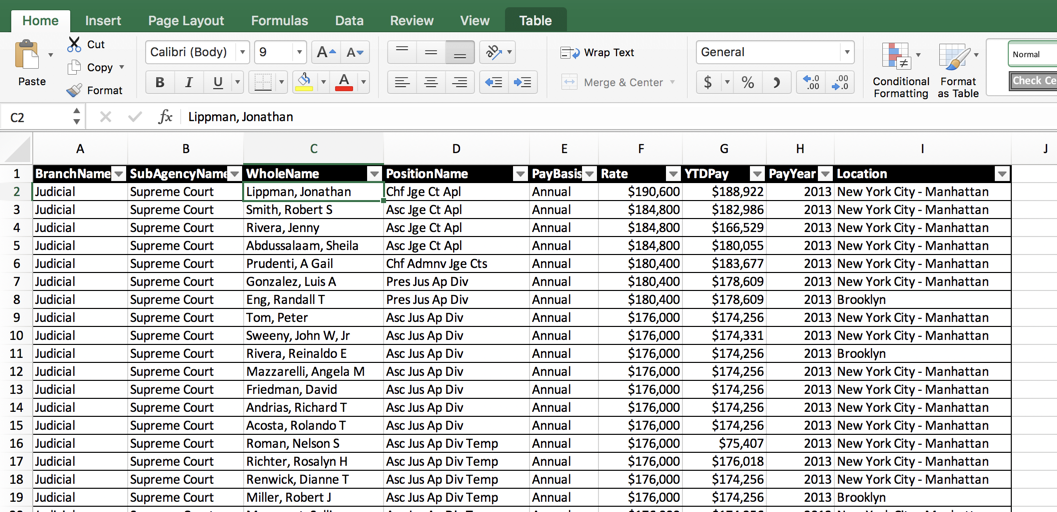 Home Insert Page Layout Formulas Data Review View Table
Paste
Cut
Copy
Format
Calibri (Body) 9 A A
B I U A
Wrap Text
Merge & Center
General
$ % .0 .00 .00 .0
Conditional Formatting
Format as Table
Normal
Check Ce
C2 fx Lippman, Jonathan
A B C D E F G H I J
1 BranchName SubAgencyName WholeName PositionName PayBasis Rate YTDPay PayYear Location
2 Judicial Supreme Court Lippman, Jonathan Chf Jge Ct Apl Annual $190,600 $188,922 2013 New York City - Manhattan
3 Judicial Supreme Court Smith, Robert S Asc Jge Ct Apl Annual $184,800 $182,986 2013 New York City - Manhattan
4 Judicial Supreme Court Rivera, Jenny Asc Jge Ct Apl Annual $184,800 $166,529 2013 New York City - Manhattan
5 Judicial Supreme Court Abdussalaam, Sheila Asc Jge Ct Apl Annual $184,800 $180,055 2013 New York City - Manhattan
6 Judicial Supreme Court Prudenti, A Gail Chf Admnv Jge Cts Annual $180,400 $183,677 2013 New York City - Manhattan
7 Judicial Supreme Court Gonzalez, Luis A Pres Jus Ap Div Annual $180,400 $178,609 2013 New York City - Manhattan
8 Judicial Supreme Court Eng, Randall T Pres Jus Ap Div Annual $180,400 $178,609 2013 Brooklyn
9 Judicial Supreme Court Tom, Peter Asc Jus Ap Div Annual $176,000 $174,256 2013 New York City - Manhattan
10 Judicial Supreme Court Sweeny, John W, Jr Asc Jus Ap Div Annual $176,000 $174,331 2013 New York City - Manhattan
11 Judicial Supreme Court Rivera, Reinaldo E Asc Jus Ap Div Annual $176,000 $174,256 2013 Brooklyn
12 Judicial Supreme Court Mazzarelli, Angela M Asc Jus Ap Div Annual $176,000 $174,256 2013 New York City - Manhattan
13 Judicial Supreme Court Friedman, David Asc Jus Ap Div Annual $176,000 $174,256 2013 New York City - Manhattan
14 Judicial Supreme Court Andrias, Richard T Asc Jus Ap Div Annual $176,000 $174,256 2013 New York City - Manhattan
15 Judicial Supreme Court Acosta, Rolando T Asc Jus Ap Div Annual $176,000 $174,256 2013 New York City - Manhattan
16 Judicial Supreme Court Roman, Nelson S Asc Jus Ap Div Temp Annual $176,000 $75,407 2013 New York City - Manhattan
17 Judicial Supreme Court Richter, Rosalyn H Asc Jus Ap Div Temp Annual $176,000 $176,018 2013 New York City - Manhattan
18 Judicial Supreme Court Renwick, Dianne T Asc Jus Ap Div Temp Annual $176,000 $174,256 2013 New York City - Manhattan
19 Judicial Supreme Court Miller, Robert J Asc Jus Ap Div Temp Annual $176,000 $174,256 2013 Brooklyn